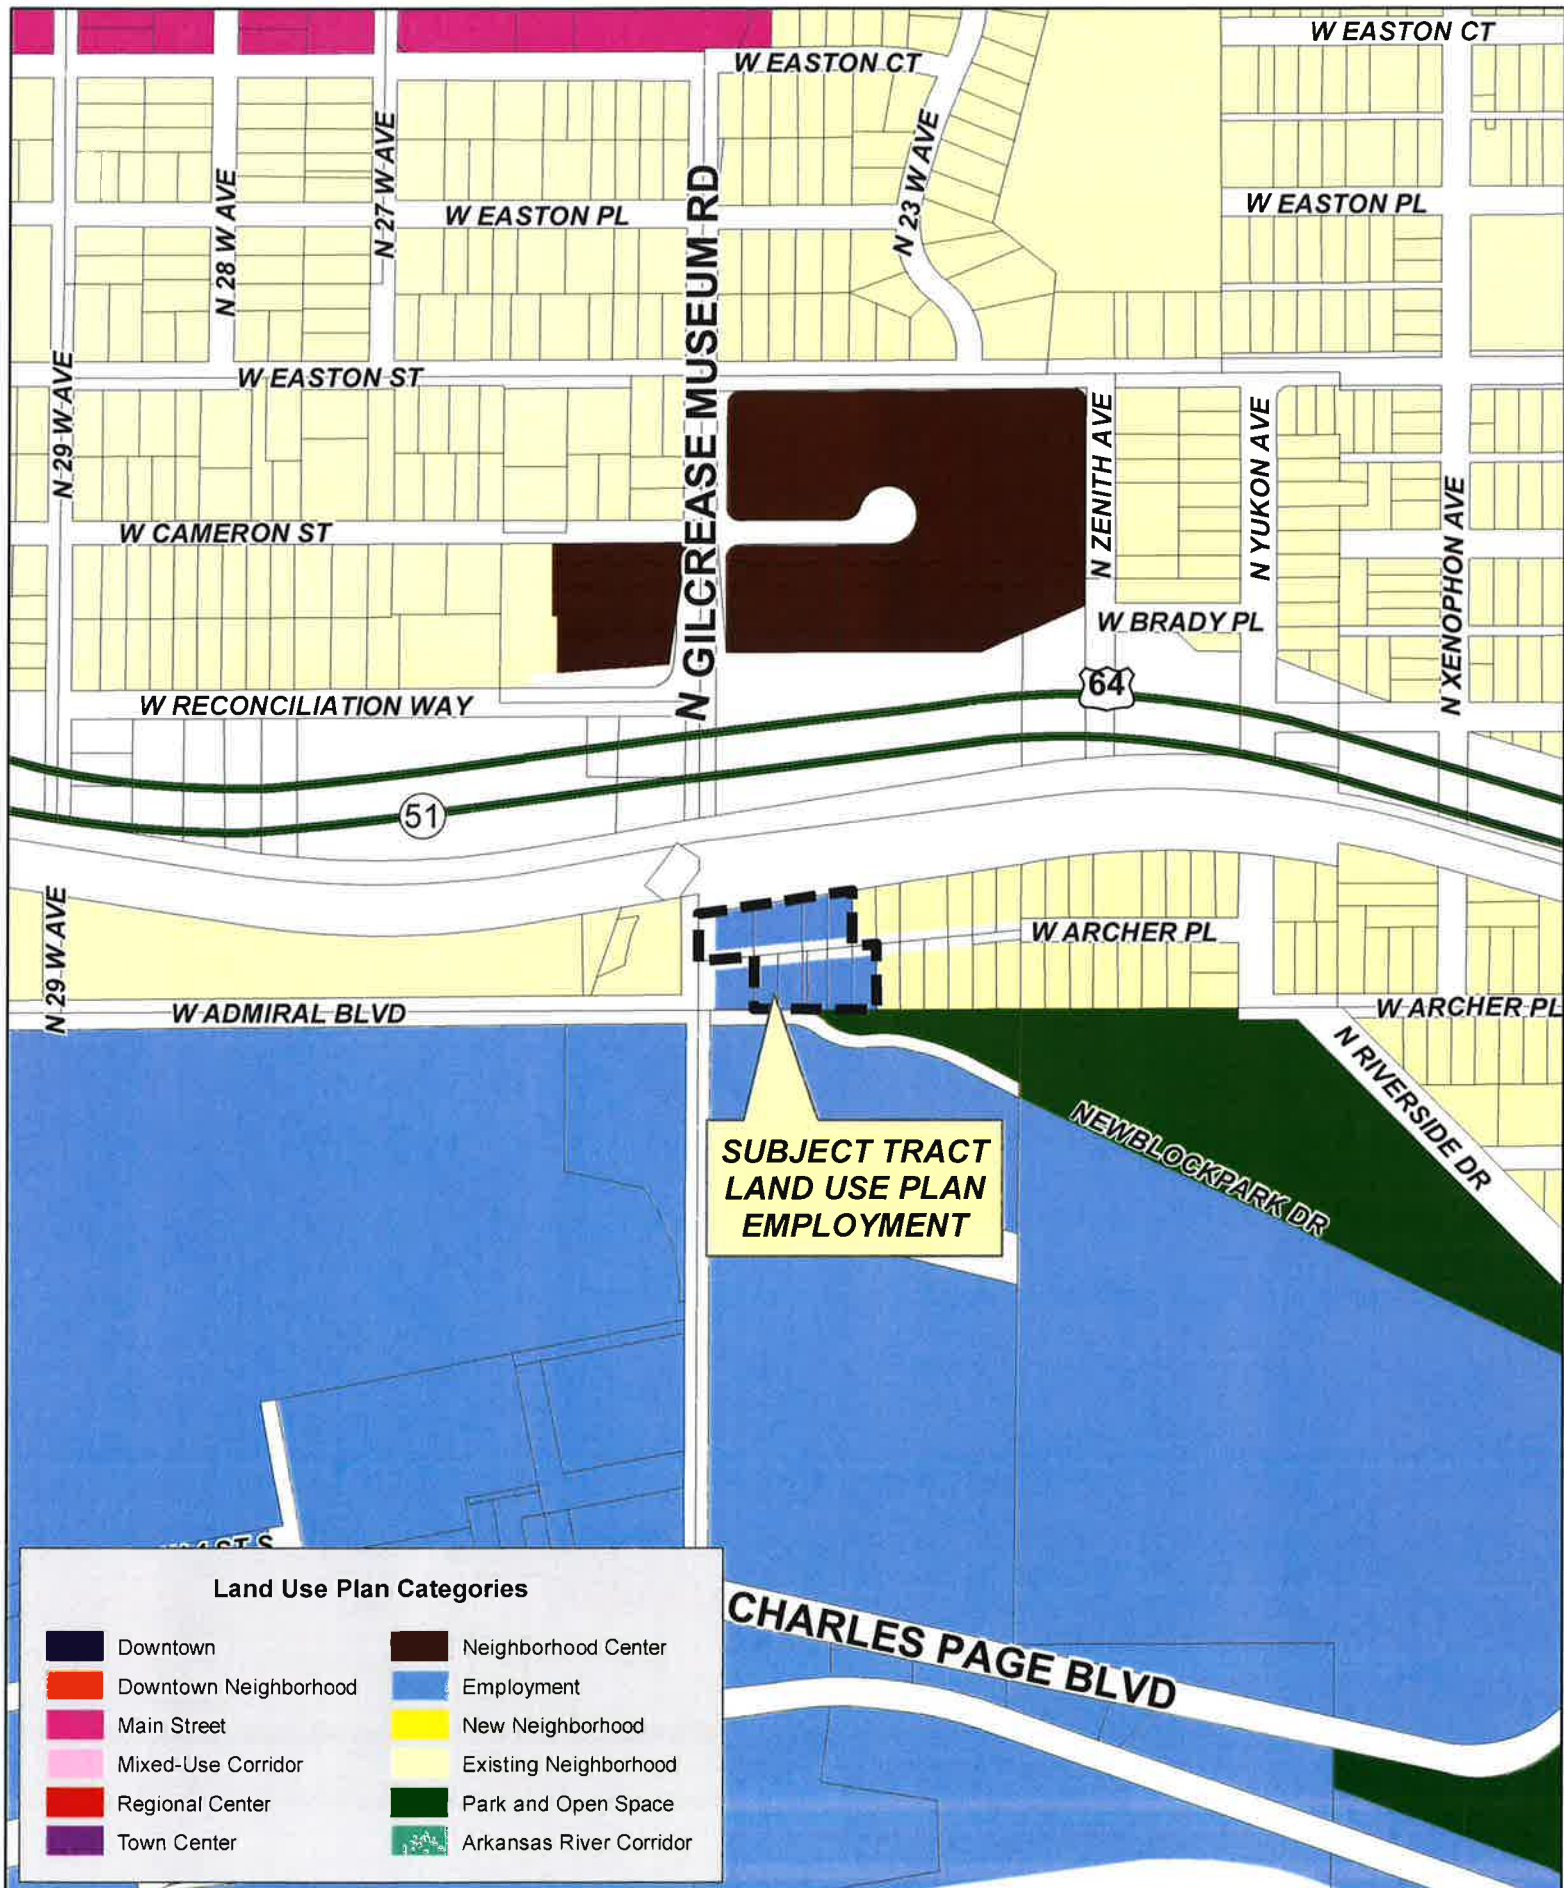 W EASTON CT
W EASTON CT
N 27 W AVE
N 23 W AVE
N 28 W AVE
W EASTON PL
W EASTON PL
N GILCREASE MUSEUM RD
N 29 W AVE
W EASTON ST
N ZENITH AVE
N YUKON AVE
N XENOPHON AVE
W CAMERON ST
W BRADY PL
W RECONCILIATION WAY
64
51
N 29 W AVE
W ARCHER PL
W ADMIRAL BLVD
W ARCHER PL
N RIVERSIDE DR
NEWBLOCKPARK DR
SUBJECT TRACT
LAND USE PLAN
EMPLOYMENT
CHARLES PAGE BLVD
Land Use Plan Categories
Downtown
Downtown Neighborhood
Main Street
Mixed-Use Corridor
Regional Center
Town Center
Neighborhood Center
Employment
New Neighborhood
Existing Neighborhood
Park and Open Space
Arkansas River Corridor